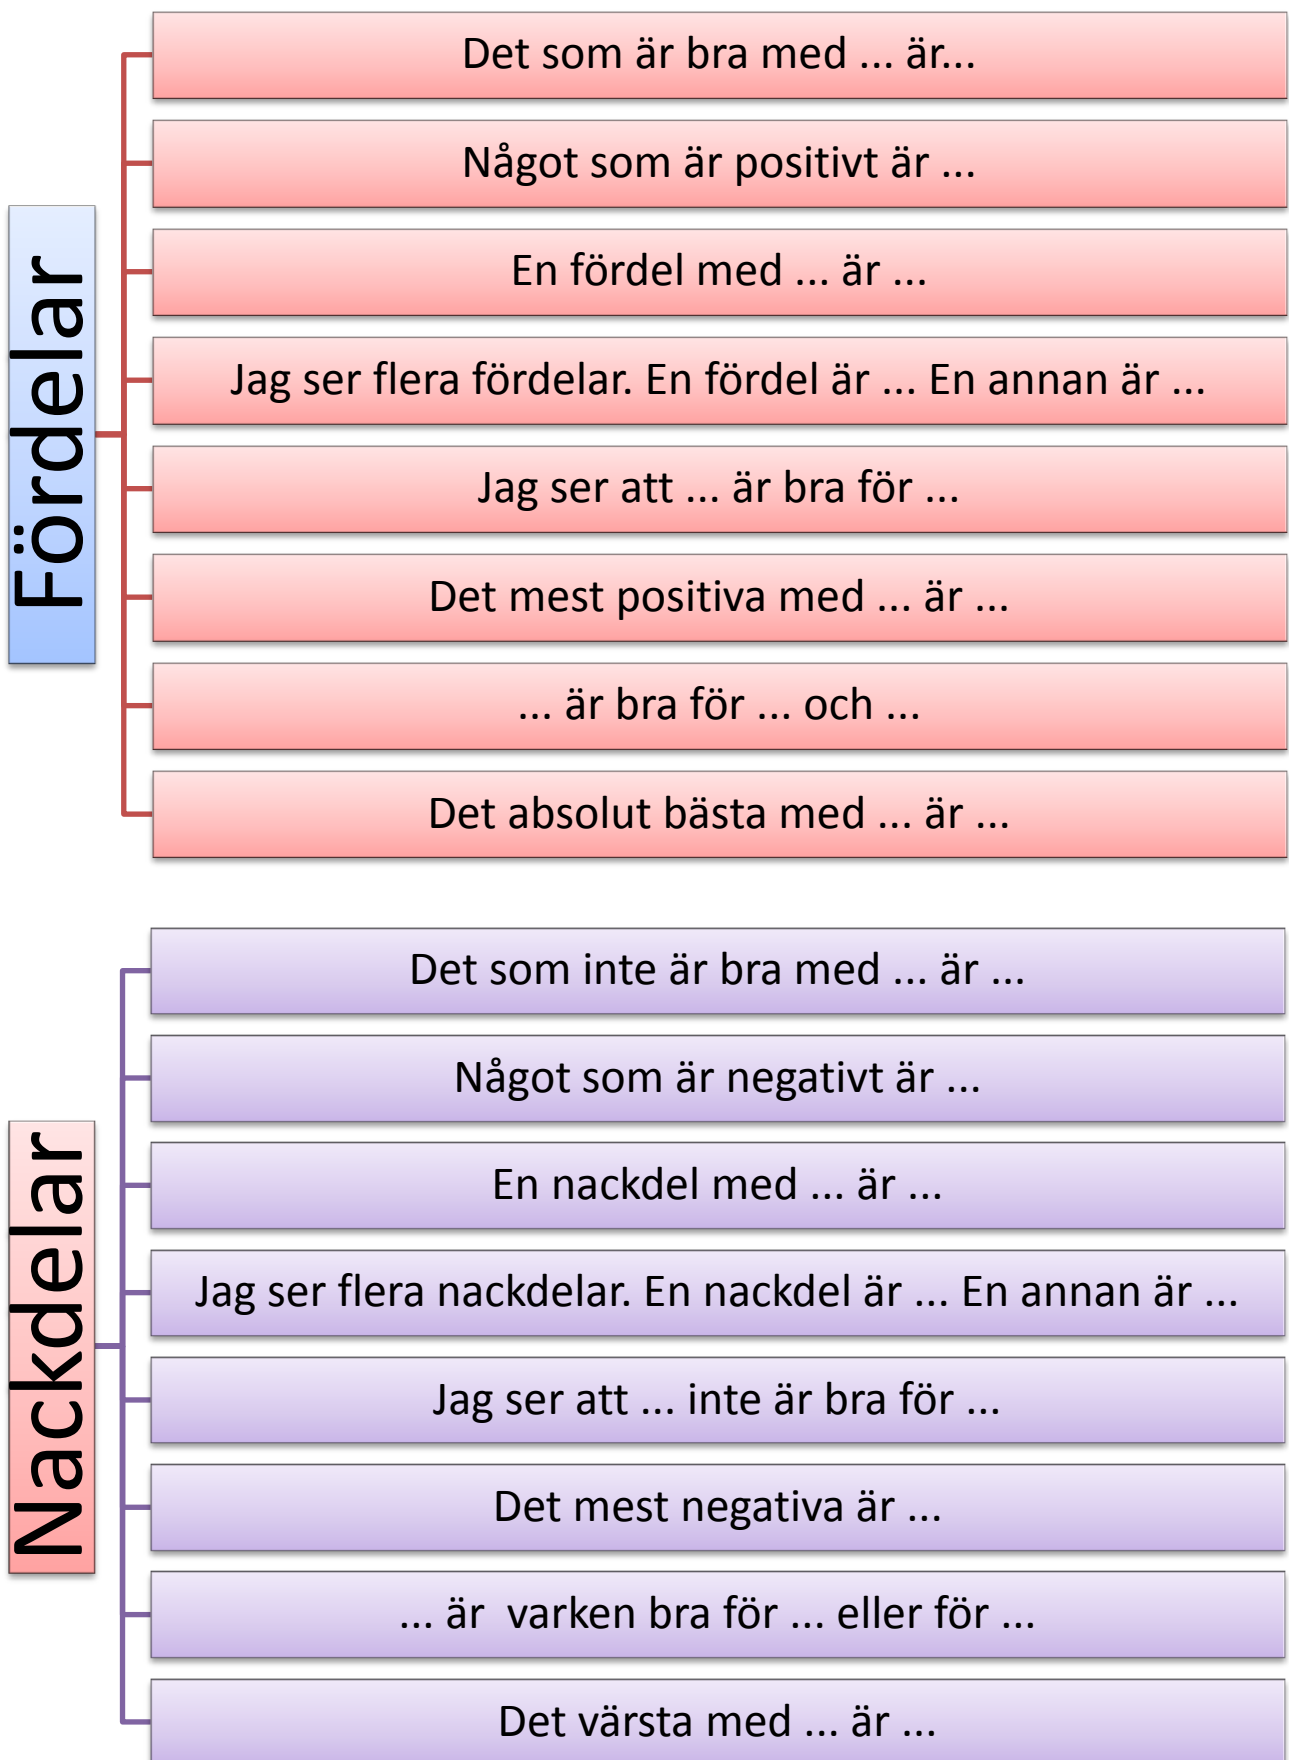 Fördelar
Det som är bra med ... är...
Något som är positivt är ...
En fördel med ... är ...
Jag ser flera fördelar. En fördel är ... En annan är ...
Jag ser att ... är bra för ...
Det mest positiva med ... är ...
... är bra för ... och ...
Det absolut bästa med ... är ...
Nackdelar
Det som inte är bra med ... är ...
Något som är negativt är ...
En nackdel med ... är ...
Jag ser flera nackdelar. En nackdel är ... En annan är ...
Jag ser att ... inte är bra för ...
Det mest negativa är ...
... är  varken bra för ... eller för ...
Det värsta med ... är ...